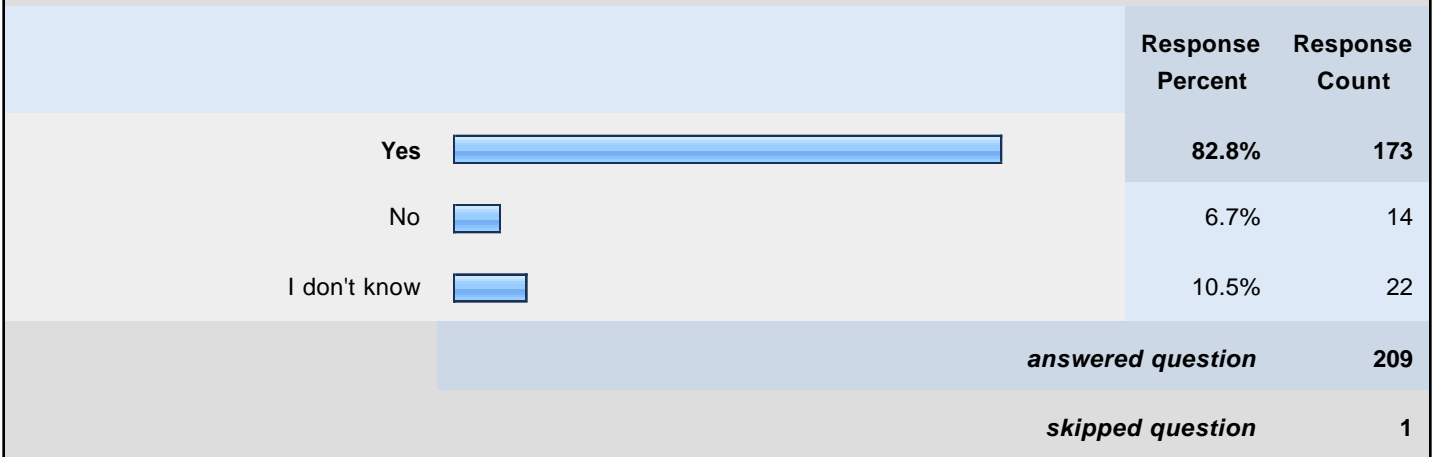 Response Response
Percent Count
Yes 82.8% 173
No 6.7% 14
I don't know 10.5% 22
answered question 209
skipped question 1